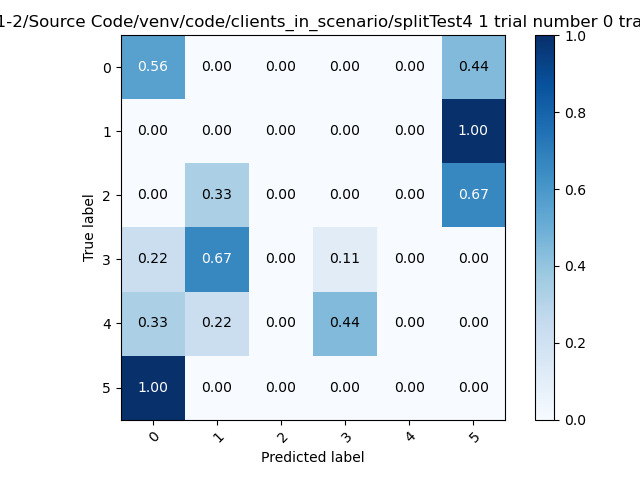 1-2/Source Code/venv/code/clients_in_scenario/splitTest4 1 trial number 0 tra
1.0
0 0.56 0.00 0.00 0.00 0.00 0.44
1 0.00 0.00 0.00 0.00 0.00 1.00
0.8
2 0.00 0.33 0.00 0.00 0.00 0.67
0.6
True label
3 0.22 0.67 0.00 0.11 0.00 0.00
0.4
4 0.33 0.22 0.00 0.44 0.00 0.00
0.2
5 1.00 0.00 0.00 0.00 0.00 0.00
0.0
0 1 2 3 4 5
Predicted label